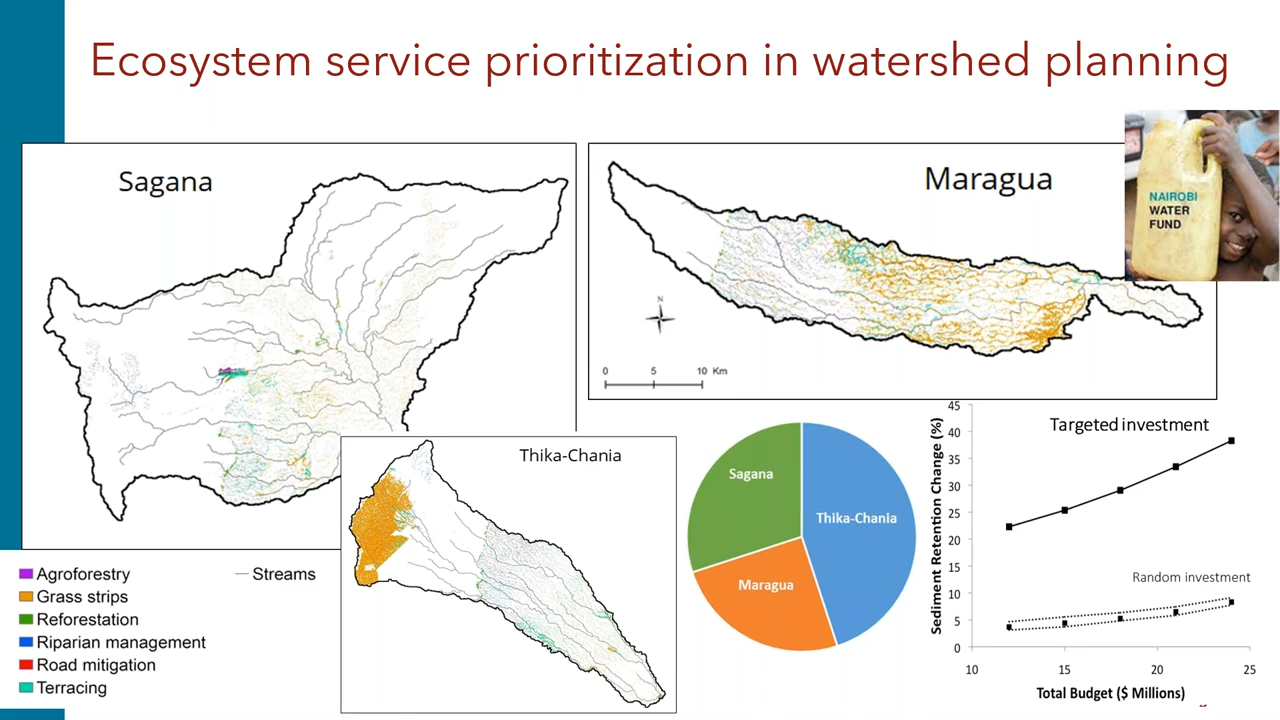 Ecosystem service prioritization in watershed planning
Sagana
Maragua
NAIROBI
WATER
FUND
N
0 5 10 Km
Thika-Chania
Agroforestry
Grass strips
Reforestation
Riparian management
Road mitigation
Terracing
Streams
Sagana
Thika-Chania
Maragua
Sediment Retention Change (%)
45
40
35
30
25
20
15
10
5
0
Targeted investment
Random investment
10 15 20 25
Total Budget ($ Millions)